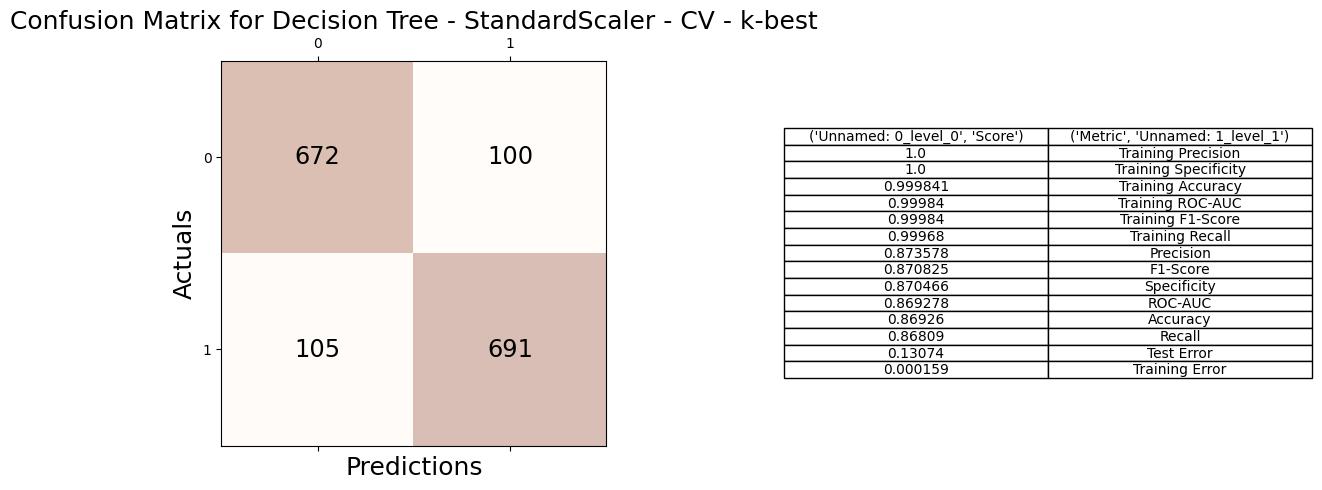 Confusion Matrix for Decision Tree - StandardScaler - CV - k-best
0 1
0 672 100
1 105 691
Actuals
Predictions
('Unnamed: 0_level_0', 'Score') ('Metric', 'Unnamed: 1_level_1')
1.0 Training Precision
1.0 Training Specificity
0.999841 Training Accuracy
0.99984 Training ROC-AUC
0.99984 Training F1-Score
0.99968 Training Recall
0.873578 Precision
0.870825 F1-Score
0.870466 Specificity
0.869278 ROC-AUC
0.86926 Accuracy
0.86809 Recall
0.13074 Test Error
0.000159 Training Error